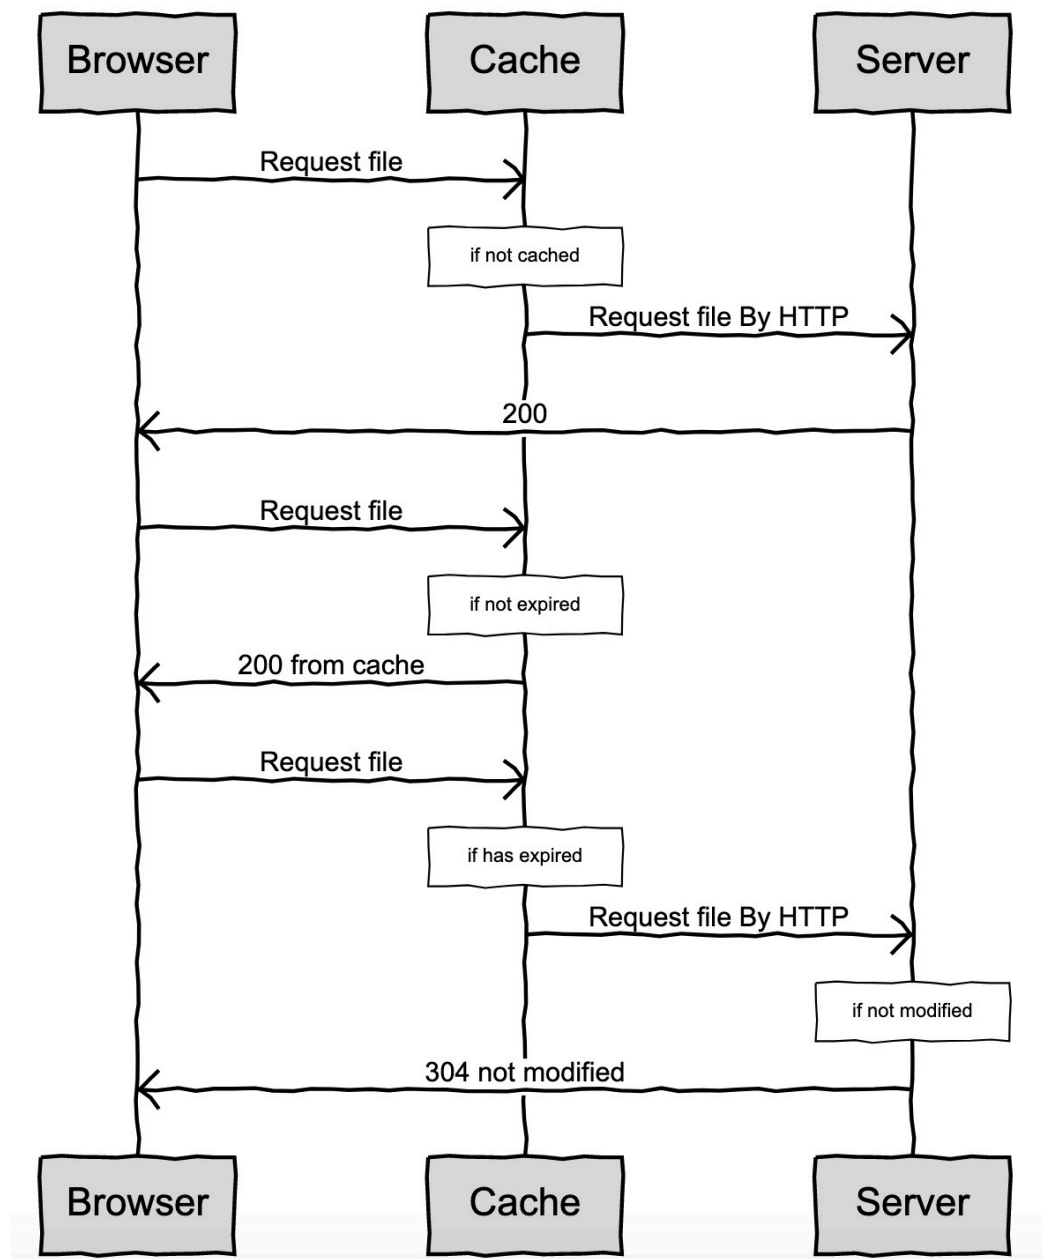 Browser
Cache
Server
Request file
if not cached
Request file By HTTP
200
Request file
if not expired
200 from cache
Request file
if has expired
Request file By HTTP
if not modified
304 not modified
Browser
Cache
Server